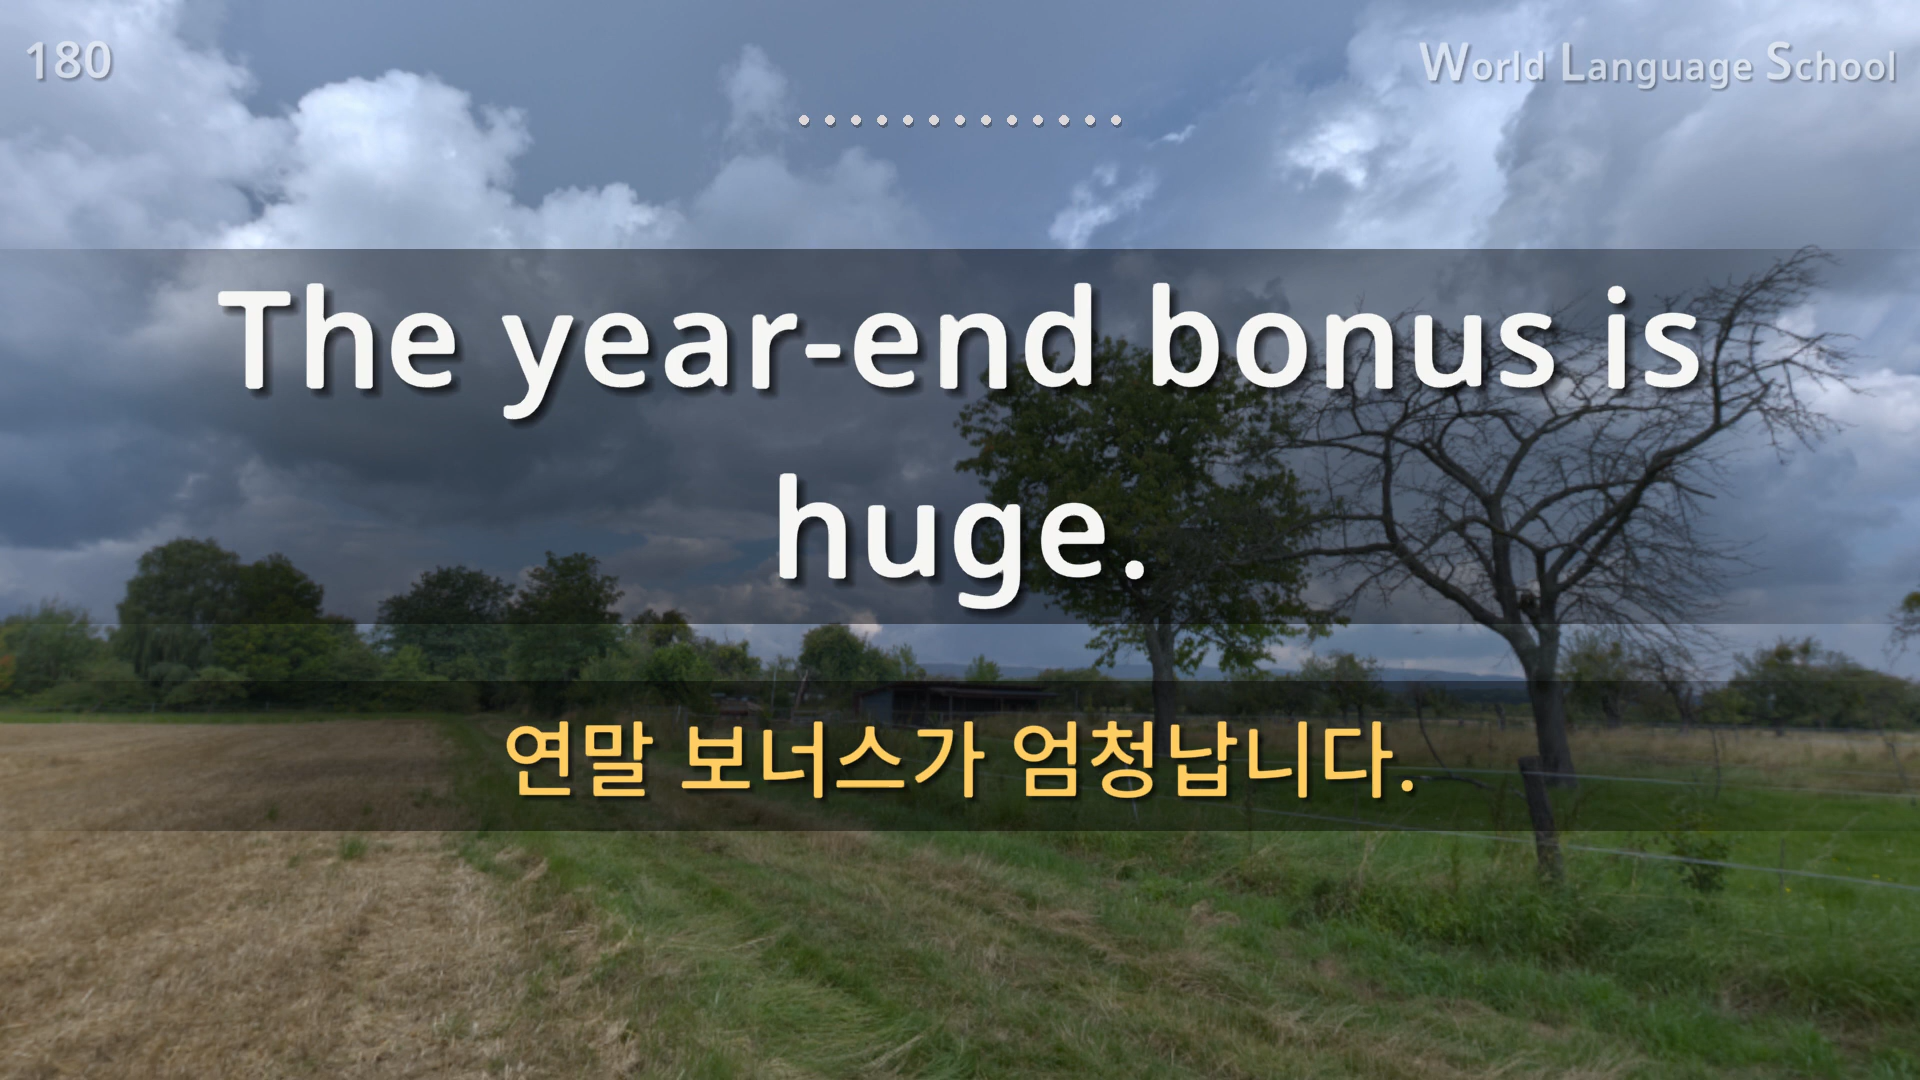 180
World Language School
The year-end bonus is
huge.
연말 보너스가 엄청납니다.